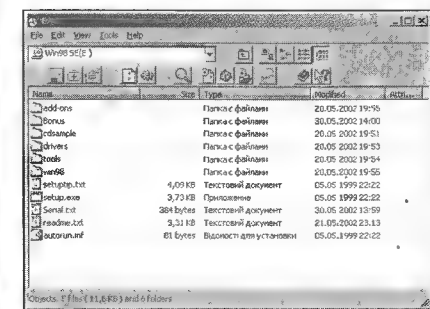 File Edit View Tools Help
Win98 SE(E )
Name Size Type Modified Attri...
add-ons Папка с файлами 20.05.2002 19:55
Bonus Папка с файлами 30.05.2002 14:00
cdsample Папка с файлами 20.05.2002 19:51
drivers Папка с файлами 20.05.2002 19:53
tools Папка с файлами 20.05.2002 19:54
win98 Папка с файлами 20.05.2002 19:55
setuptip.txt 4,09 KB Текстовий документ 05.05.1999 22:22
setup.exe 3,73 KB Приложение 05.05.1999 22:22
Serial.txt 384 bytes Текстовий документ 30.05.2002 13:59
readme.txt 3,31 KB Текстовий документ 21.05.2002 23:13
autorun.inf 81 bytes Відомості для установки 05.05.1999 22:22
Objects: 5 files ( 11,6 KB ) and 6 folders